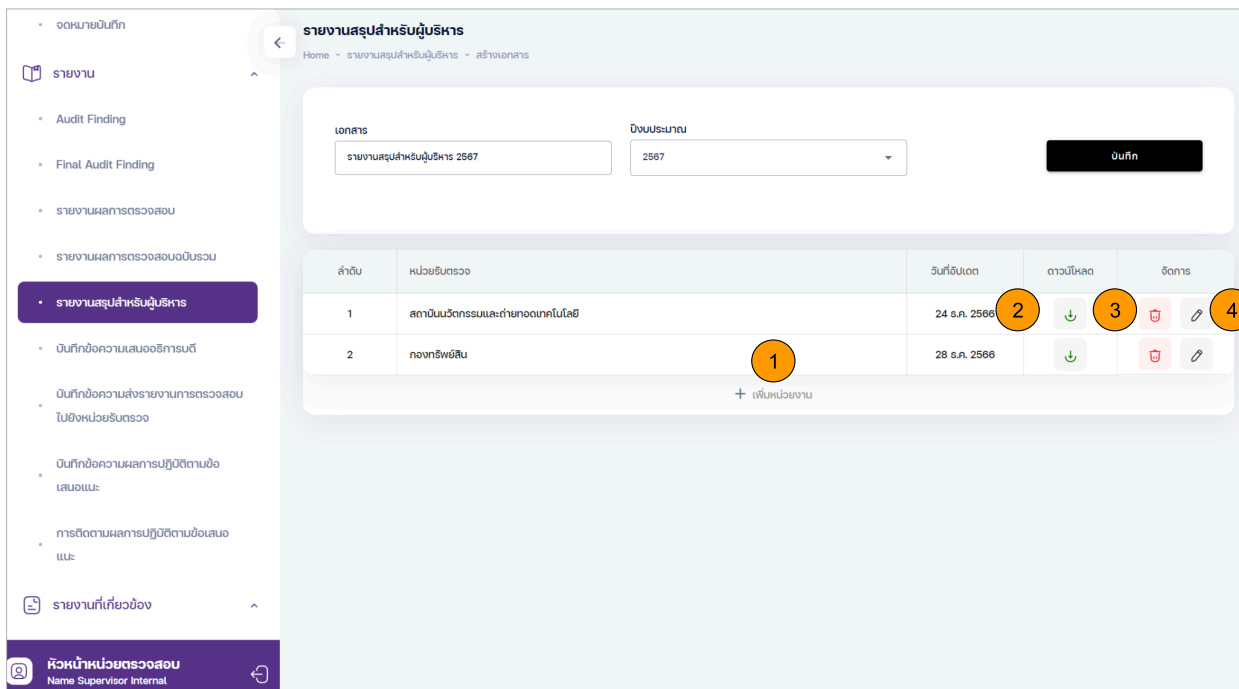 จดหมายบันทึก
รายงาน
Audit Finding
Final Audit Finding
รายงานผลการตรวจสอบ
รายงานผลการตรวจสอบฉบับรวม
รายงานสรุปสำหรับผู้บริหาร
บันทึกข้อความเสนออธิการบดี
บันทึกข้อความส่งรายงานการตรวจสอบ
ไปยังหน่วยรับตรวจ
บันทึกข้อความผลการปฏิบัติตามข้อ
เสนอแนะ
การติดตามผลการปฏิบัติตามข้อเสนอ
แนะ
รายงานที่เกี่ยวข้อง
หัวหน้าหน่วยตรวจสอบ
Name Supervisor Internal
รายงานสรุปสำหรับผู้บริหาร
Home - รายงานสรุปสำหรับผู้บริหาร - สร้างเอกสาร
เอกสาร ปีงบประมาณ
รายงานสรุปสำหรับผู้บริหาร 2567 2567 บันทึก
ลำดับ หน่วยรับตรวจ วันที่อัปเดต ดาวน์โหลด จัดการ
1 สถาบันนวัตกรรมและถ่ายทอดเทคโนโลยี 24 ธ.ค. 2566 2 3 4
2 กองทรัพย์สิน 1 28 ธ.ค. 2566
+ เพิ่มหน่วยงาน